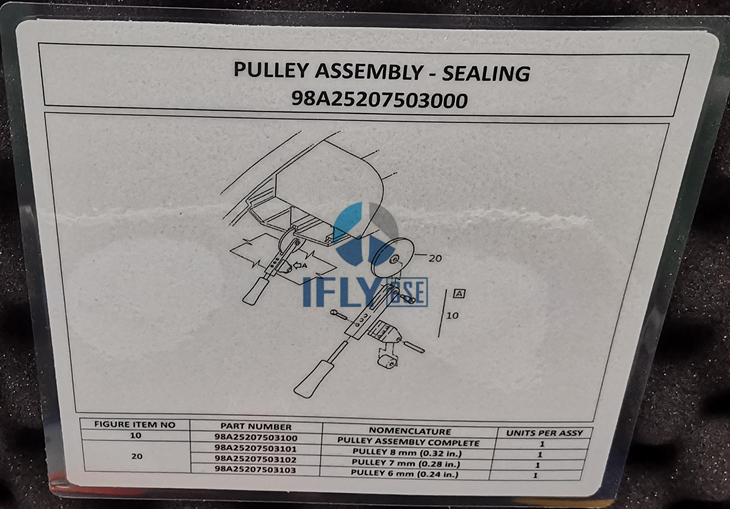 PULLEY ASSEMBLY - SEALING
98A25207503000
20
A
A
10
IFLY GSE
FIGURE ITEM NO PART NUMBER NOMENCLATURE UNITS PER ASSY
10 98A25207503100 PULLEY ASSEMBLY COMPLETE 1
20 98A25207503101 PULLEY 8 mm (0.32 in.) 1
98A25207503102 PULLEY 7 mm (0.28 in.) 1
98A25207503103 PULLEY 6 mm (0.24 in.) 1